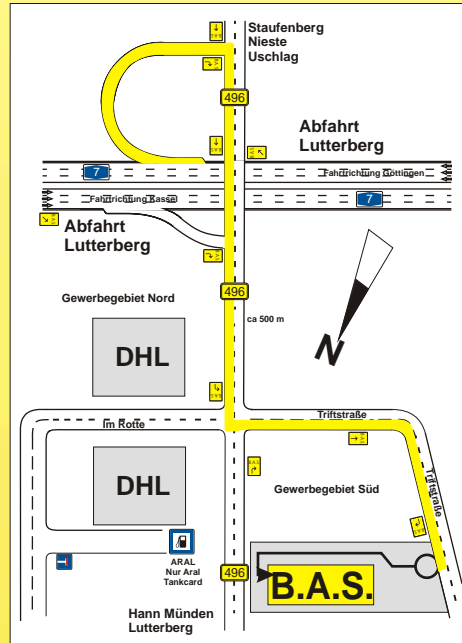 Staufenberg
Nieste
Uschlag
496
Abfahrt
Lutterberg
7
Fahrtrichtung Göttingen
Fahrtrichtung Kassel
7
Abfahrt
Lutterberg
496
Gewerbegebiet Nord
ca 500 m
DHL
N
Im Rotte
Triftstraße
B.A.S
DHL
Gewerbegebiet Süd
Triftstraße
ARAL
Nur Aral
Tankcard
496
B.A.S.
Hann Münden
Lutterberg